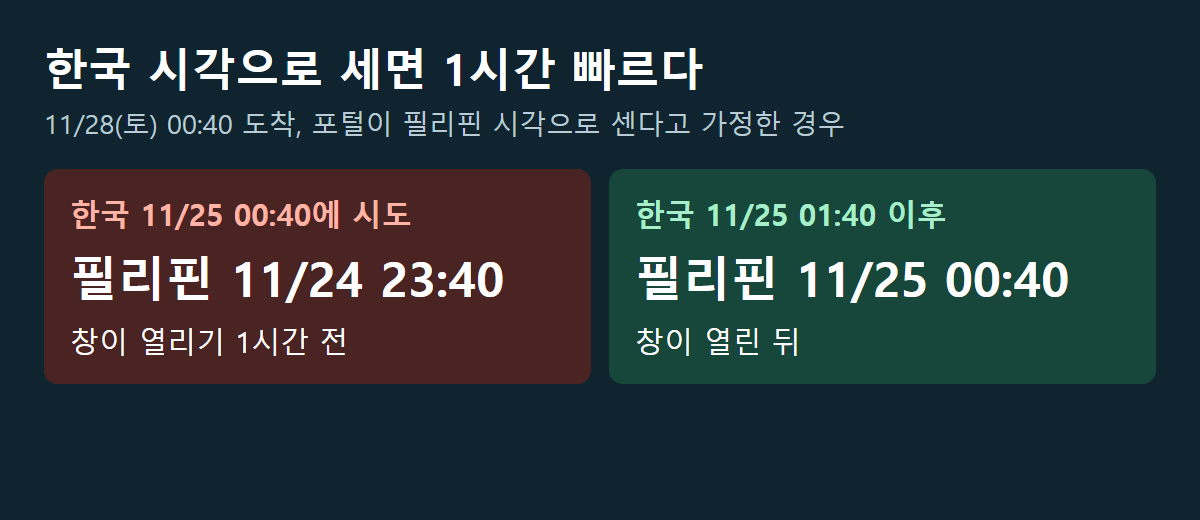 한국 시각으로 세면 1시간 빠르다
11/28(토) 00:40 도착, 포털이 필리핀 시각으로 센다고 가정한 경우
한국 11/25 00:40에 시도
필리핀 11/24 23:40
창이 열리기 1시간 전
한국 11/25 01:40 이후
필리핀 11/25 00:40
창이 열린 뒤